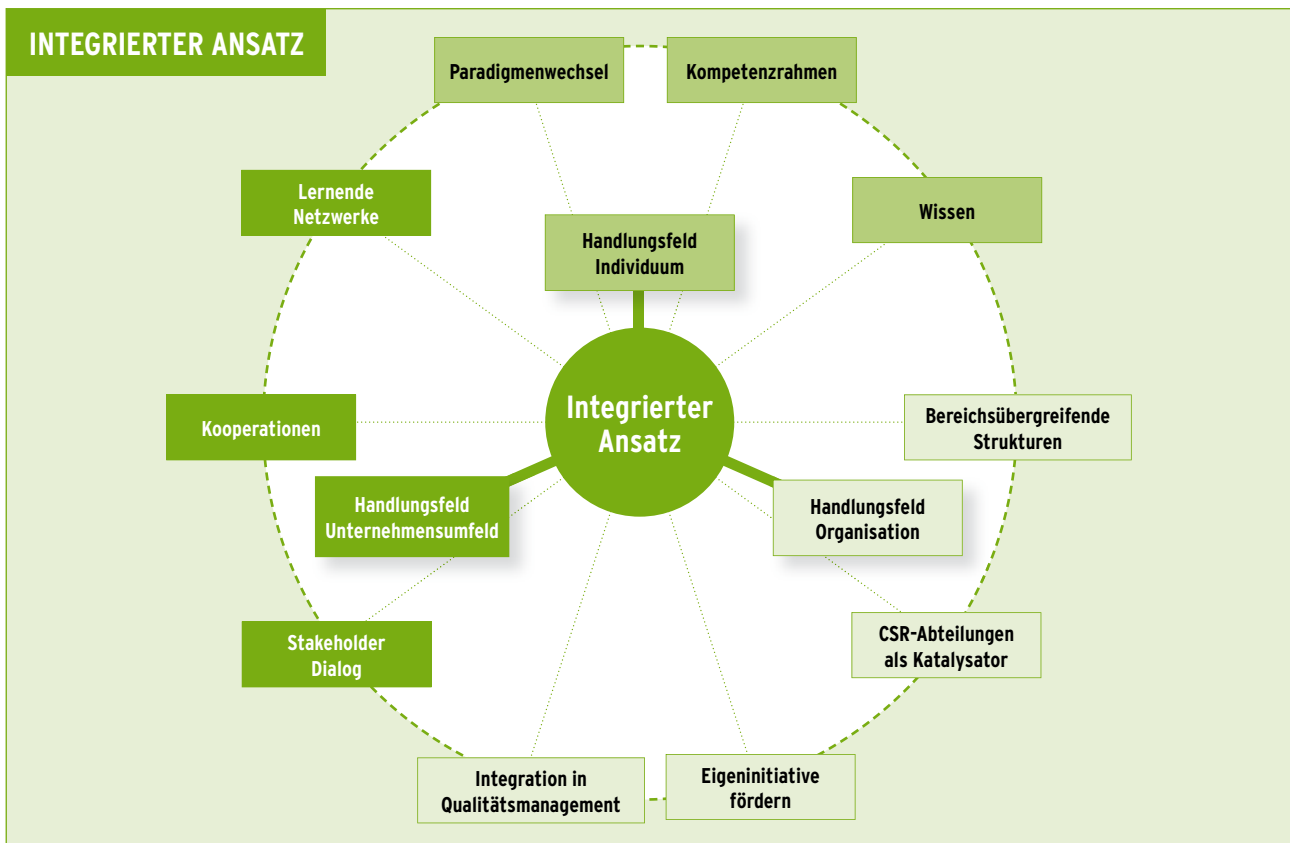 INTEGRIERTER ANSATZ
Paradigmenwechsel
Kompetenzrahmen
Lernende
Netzwerke
Wissen
Handlungsfeld
Individuum
Integrierter
Ansatz
Kooperationen
Bereichsübergreifende
Strukturen
Handlungsfeld
Unternehmensumfeld
Handlungsfeld
Organisation
Stakeholder
Dialog
CSR-Abteilungen
als Katalysator
Integration in
Qualitätsmanagement
Eigeninitiative
fördern